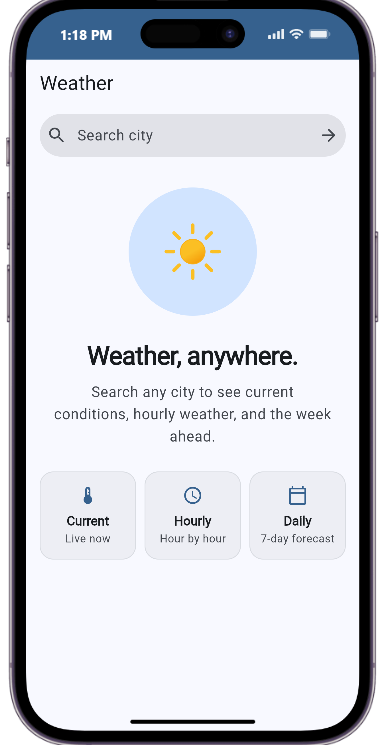 1:18 PM
Weather
Search city
Weather, anywhere.
Search any city to see current
conditions, hourly weather, and the week
ahead.
Current
Live now
Hourly
Hour by hour
Daily
7-day forecast